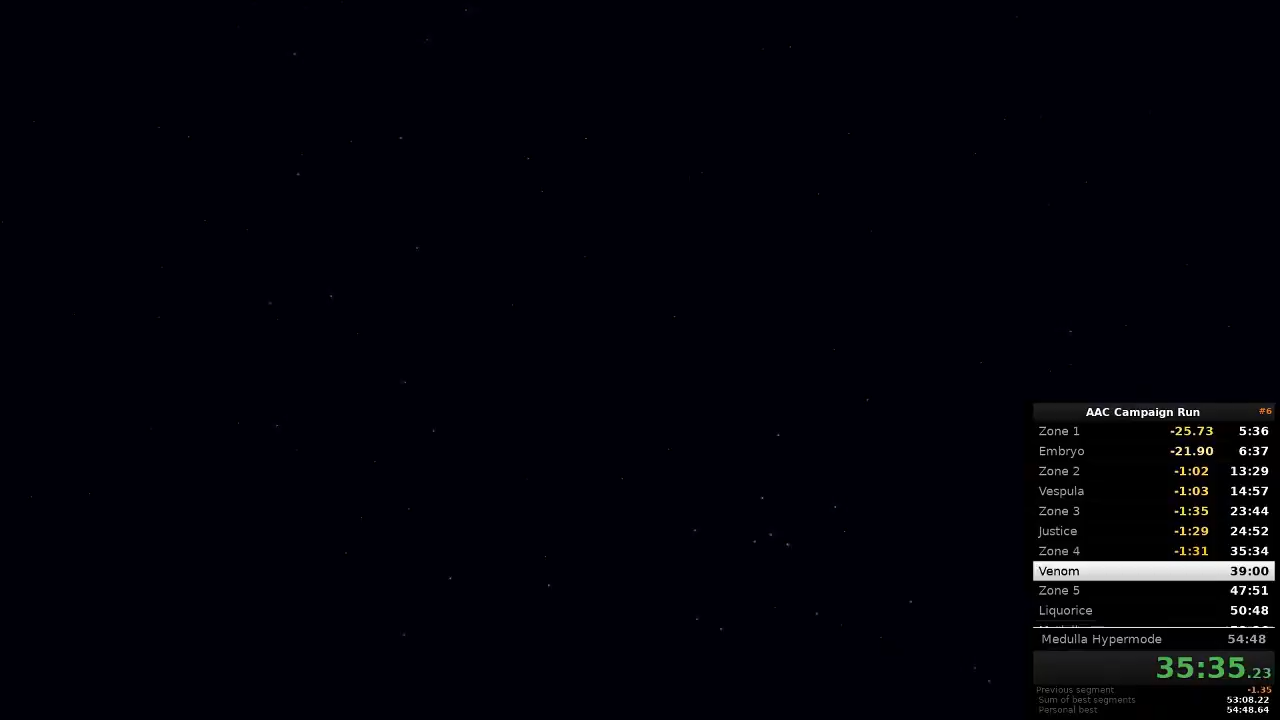 AAC Campaign Run #6
Zone 1 -25.73 5:36
Embryo -21.90 6:37
Zone 2 -1:02 13:29
Vespula -1:03 14:57
Zone 3 -1:35 23:44
Justice -1:29 24:52
Zone 4 -1:31 35:34
Venom 39:00
Zone 5 47:51
Liquorice 50:48
Medulla Hypermode 54:48
35:35.23
Previous segment -1.35
Sum of best segments 53:08.22
Personal best 54:48.64